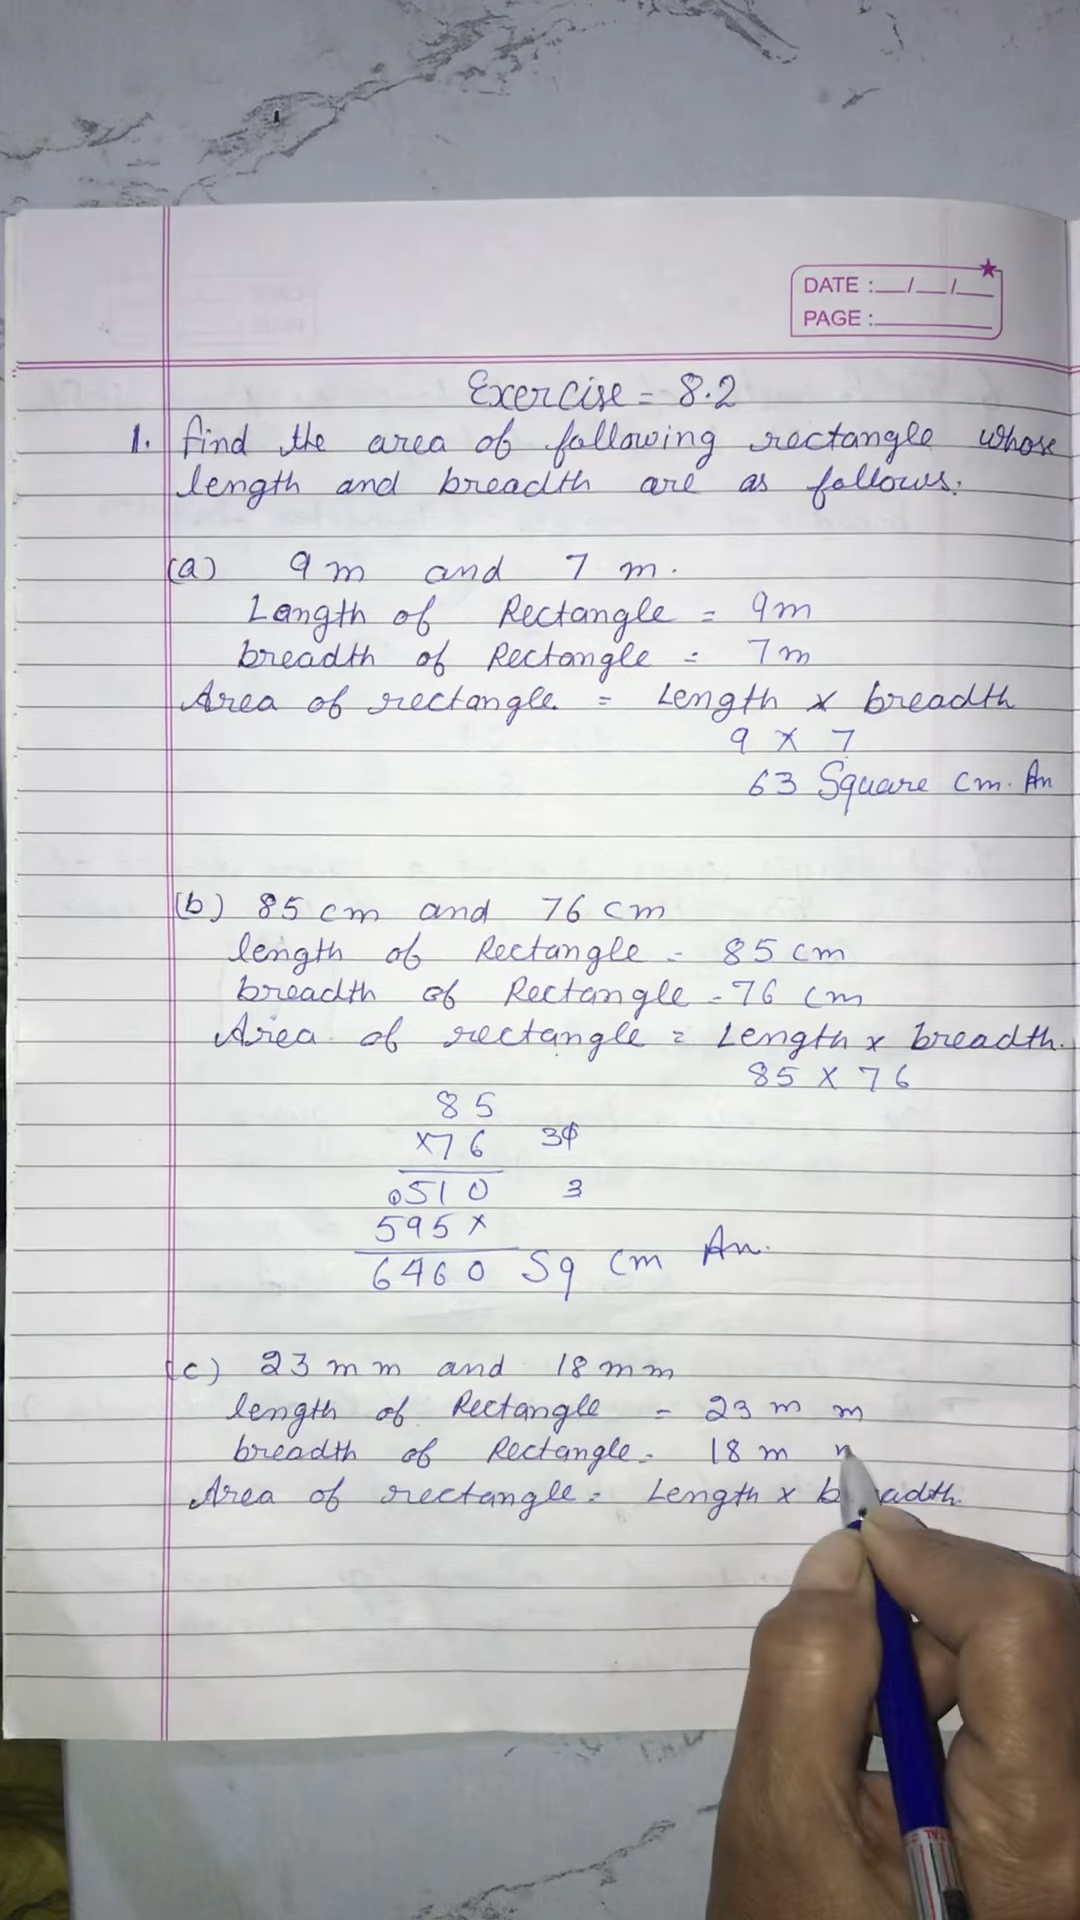 DATE : __/__/__
PAGE : ______
Exercise = 8.2
1. find the area of following rectangle whose
length and breadth are as follows.
(a) 9 m and 7 m.
Langth of Rectangle = 9m
breadth of Rectangle = 7m
Area of rectangle = Length x breadth
9 x 7
63 Square cm. An
(b) 85 cm and 76 cm
length of Rectangle - 85 cm
breadth of Rectangle - 76 cm
Area of rectangle = Length x breadth.
85 x 76
85
x76 3
0510 3
595x
6460 Sq cm An.
(c) 23 mm and 18 mm
length of Rectangle = 23 m m
breadth of Rectangle - 18 m
Area of rectangle = Length x breadth.